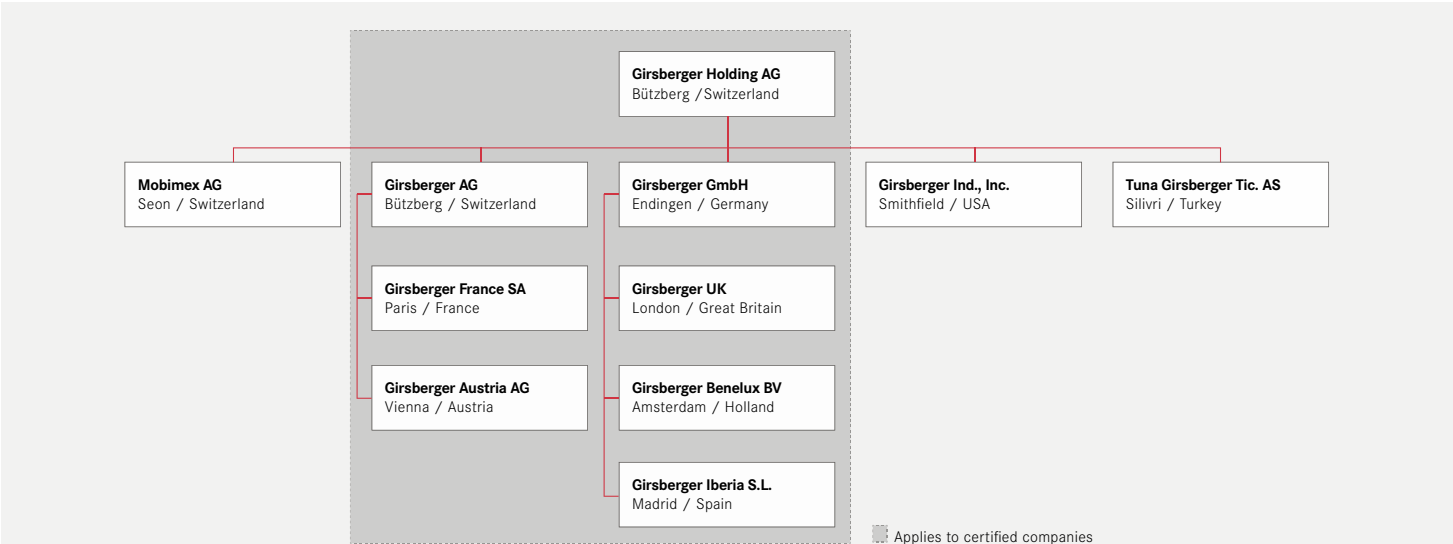 Girsberger Holding AG
Bützberg /Switzerland
Mobimex AG
Seon / Switzerland
Girsberger AG
Bützberg / Switzerland
Girsberger GmbH
Endingen / Germany
Girsberger Ind., Inc.
Smithfield / USA
Tuna Girsberger Tic. AS
Silivri / Turkey
Girsberger France SA
Paris / France
Girsberger UK
London / Great Britain
Girsberger Austria AG
Vienna / Austria
Girsberger Benelux BV
Amsterdam / Holland
Girsberger Iberia S.L.
Madrid / Spain
Applies to certified companies